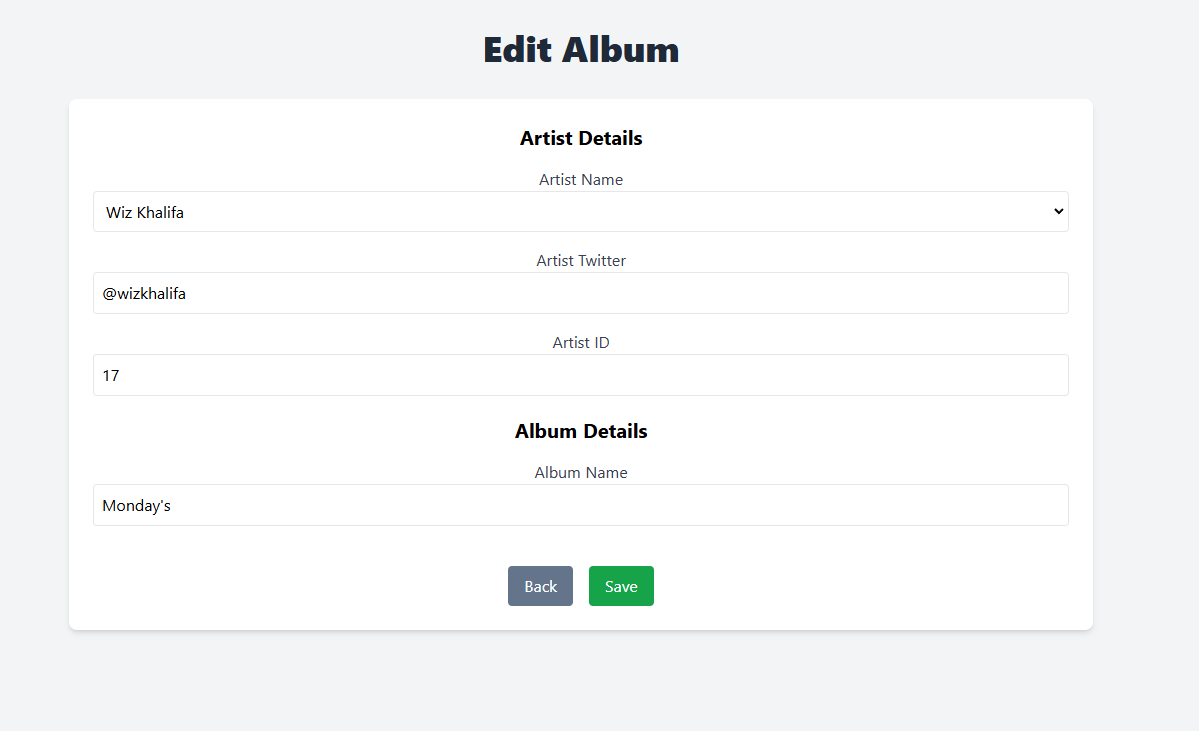 Edit Album
Artist Details
Artist Name
Wiz Khalifa
Artist Twitter
@wizkhalifa
Artist ID
17
Album Details
Album Name
Monday's
Back Save